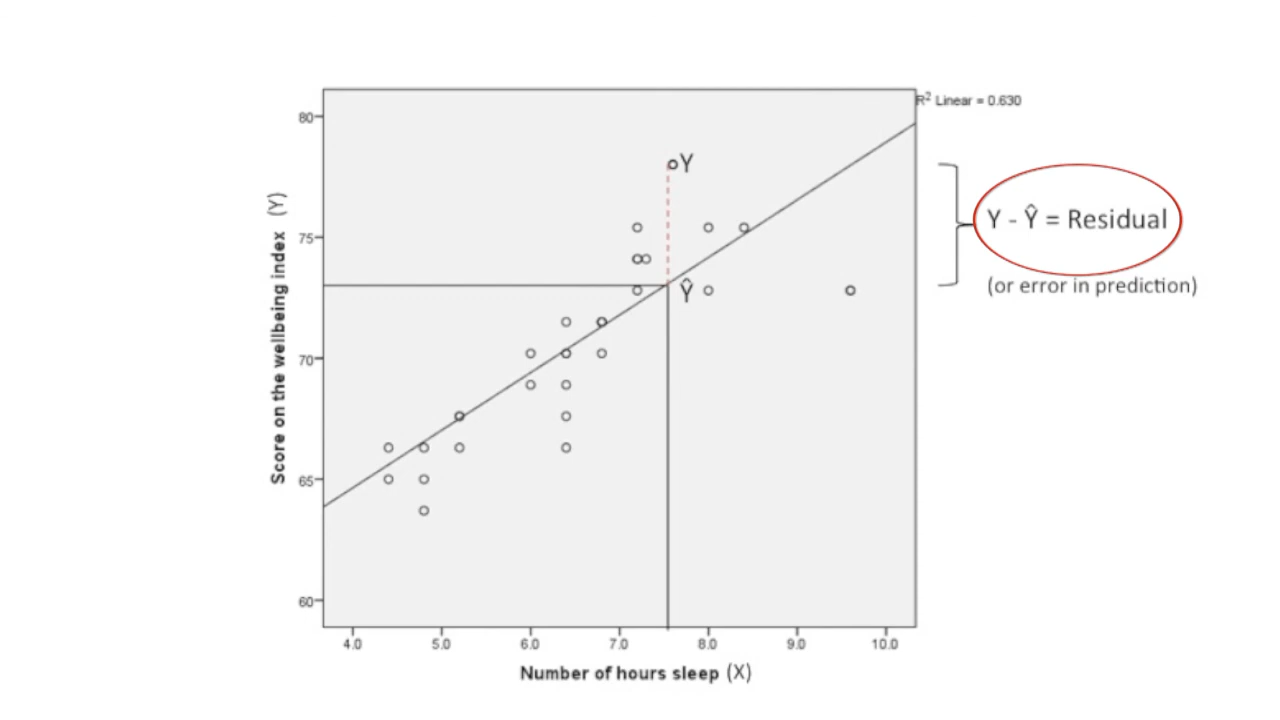 R² Linear = 0.630
80
75
70
65
60
Score on the wellbeing index (Y)
Y
Ŷ
Y - Ŷ = Residual
(or error in prediction)
4.0 5.0 6.0 7.0 8.0 9.0 10.0
Number of hours sleep (X)